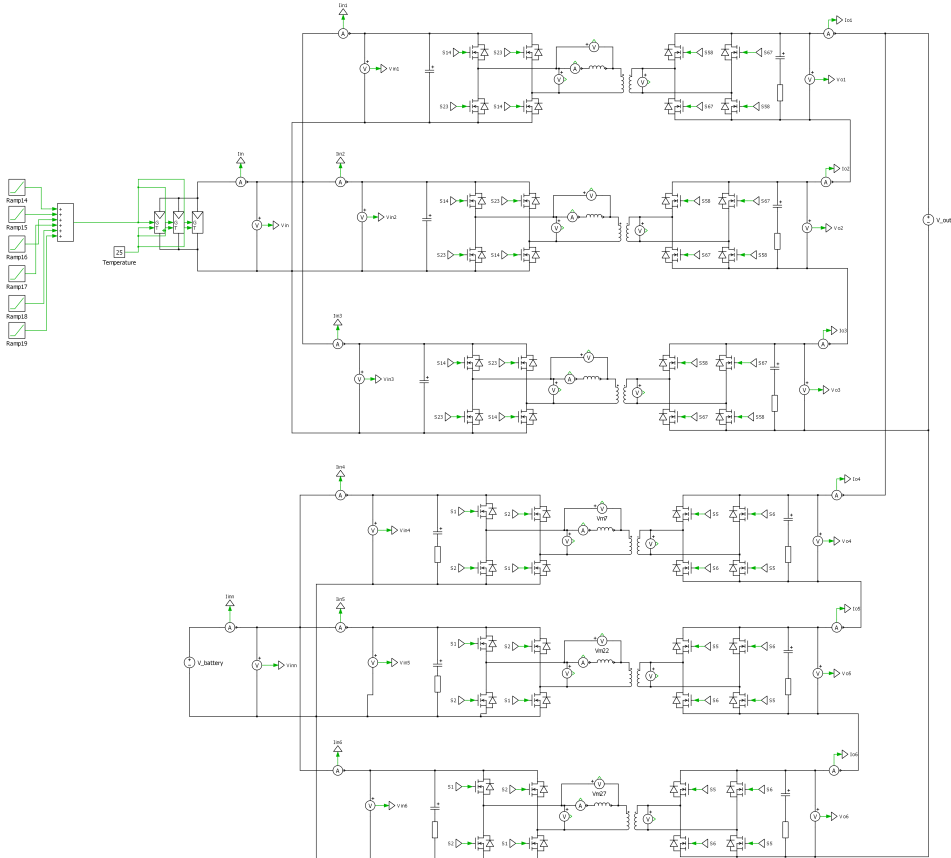 Iin1
A
Io1
A
S14
S23
V
S58
S67
Vin1
V
A
V
V
V
Vo1
S23
S14
S67
S58
Iin
Iin2
Io2
A
A
A
Ramp14
S14
S23
V
S58
S67
Ramp15
V
Vin
V
Vin2
A
V
V
V
Vo2
V_out
25
Ramp16
Temperature
S23
S14
S67
S58
Ramp17
Ramp18
Iin3
Io3
Ramp19
A
A
S14
S23
V
S58
S67
V
Vin3
A
V
V
V
Vo3
S23
S14
S67
S58
Iin4
Io4
A
A
S1
S2
V
S5
S6
Vm7
V
A
V
V
V
Vo4
S2
S1
S6
S5
Iinn
Iin5
Io5
A
A
A
S1
S2
V
S5
S6
Vm22
V_battery
V
Vinn
V
A
V
V
V
Vo5
S2
S1
S6
S5
Iin6
Io6
A
A
S1
S2
V
S5
S6
Vm27
V
A
V
V
V
Vo6
S2
S1
S6
S5